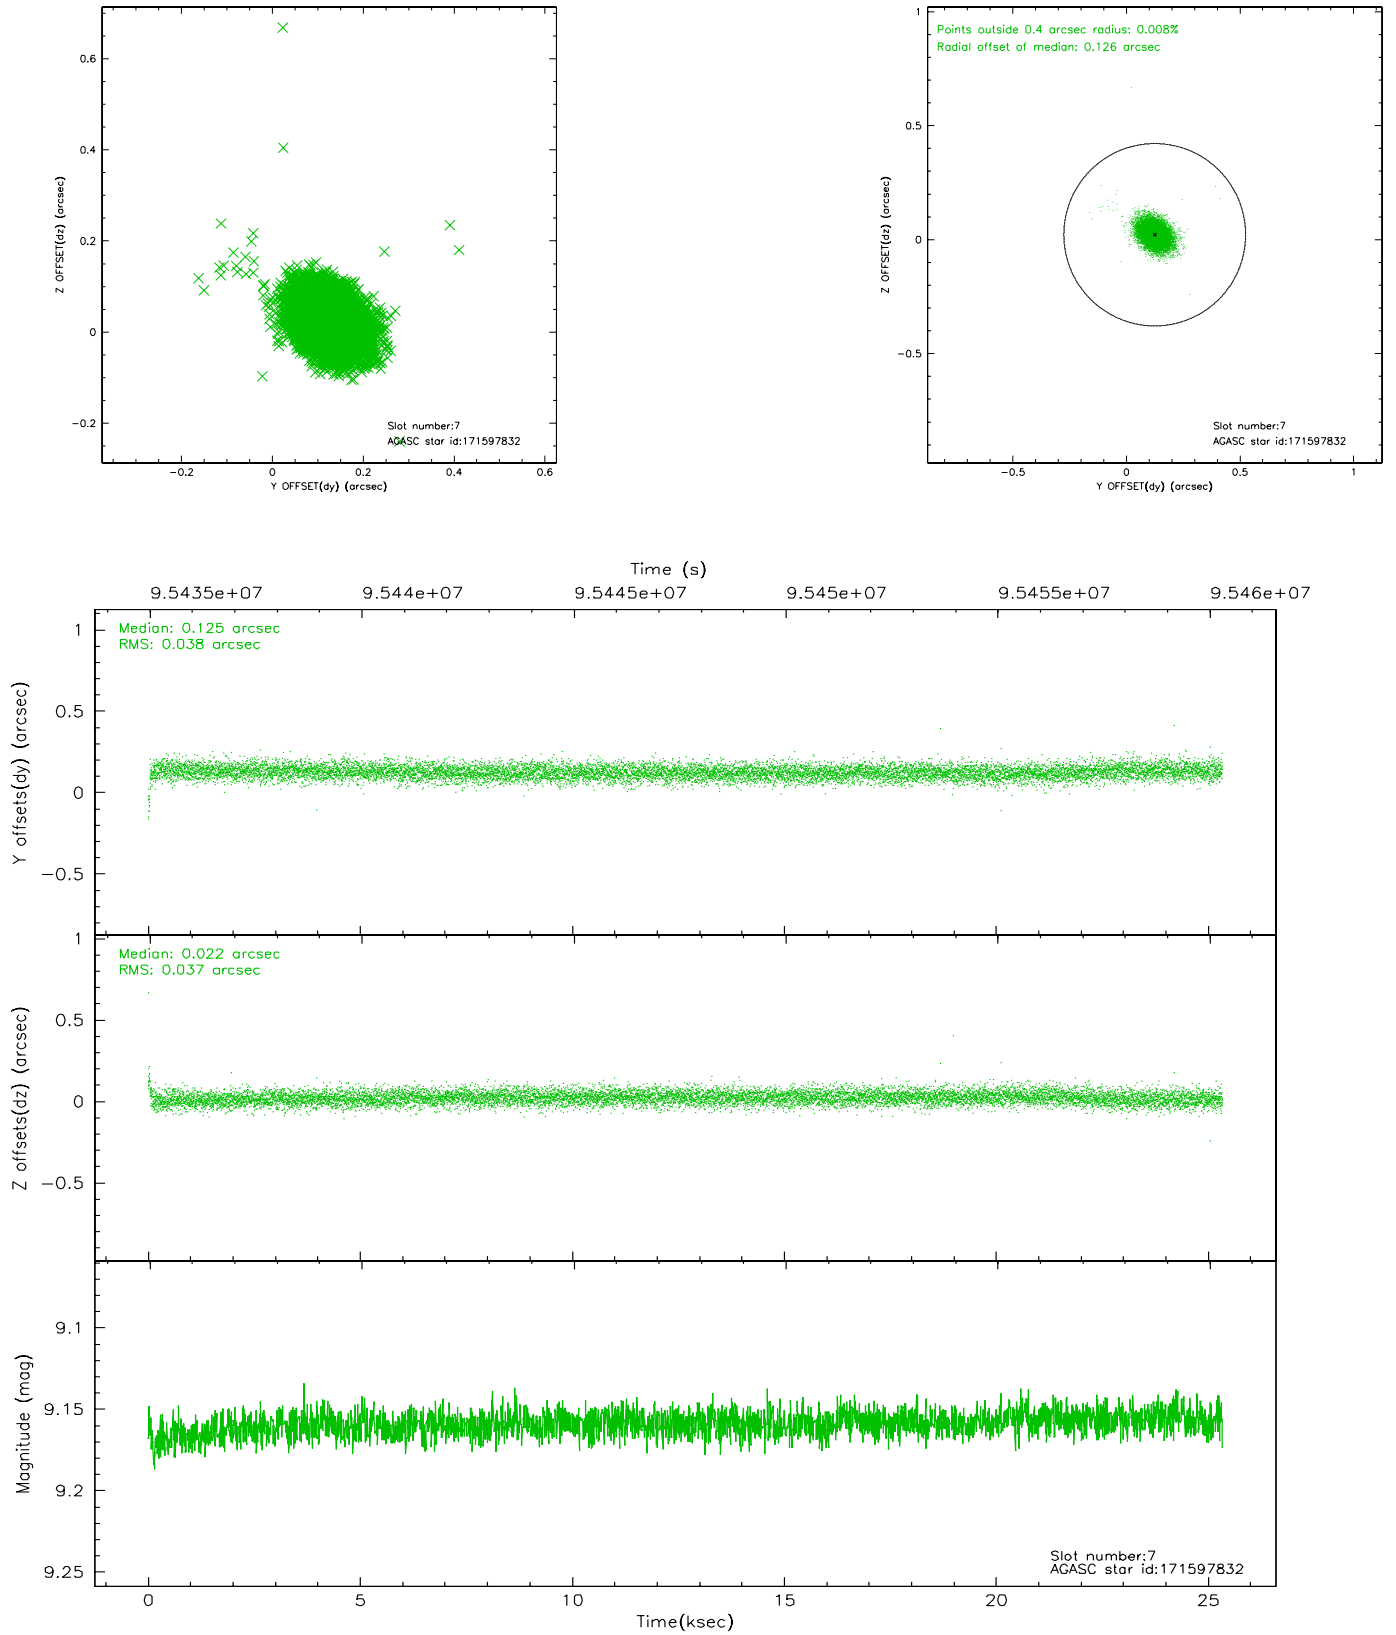 0.6
0.4
0.2
0
−0.2
Z OFFSET(dz) (arcsec)
−0.2 0 0.2 0.4 0.6
Y OFFSET(dy) (arcsec)
Slot number:7
AGASC star id:171597832
Points outside 0.4 arcsec radius: 0.008%
Radial offset of median: 0.126 arcsec
1
0.5
0
−0.5
Z OFFSET(dz) (arcsec)
−0.5 0 0.5 1
Y OFFSET(dy) (arcsec)
Slot number:7
AGASC star id:171597832
Time (s)
9.5435e+07 9.544e+07 9.5445e+07 9.545e+07 9.5455e+07 9.546e+07
Median: 0.125 arcsec
RMS: 0.038 arcsec
1
0.5
0
−0.5
Y offsets(dy) (arcsec)
Median: 0.022 arcsec
RMS: 0.037 arcsec
1
0.5
0
−0.5
Z offsets(dz) (arcsec)
9.1
9.15
9.2
9.25
Magnitude (mag)
Slot number:7
AGASC star id:171597832
0 5 10 15 20 25
Time(ksec)